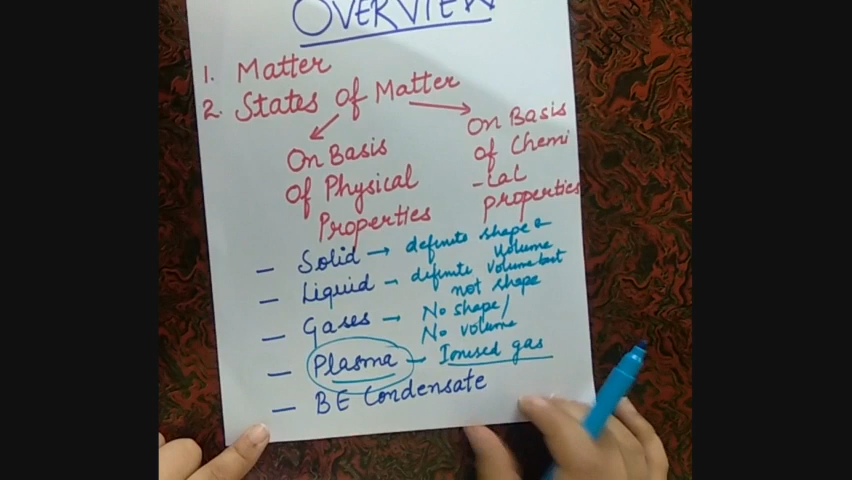 OVERVIEW
1. Matter
2. States Of Matter
On Basis
Of Physical
Properties
On Basis
of Chemi
-cal
properties
— Solid → definite shape &
volume
— Liquid → definite volume but
not shape
— Gases → No shape/
No volume
— Plasma — Ionised gas
— BE Condensate